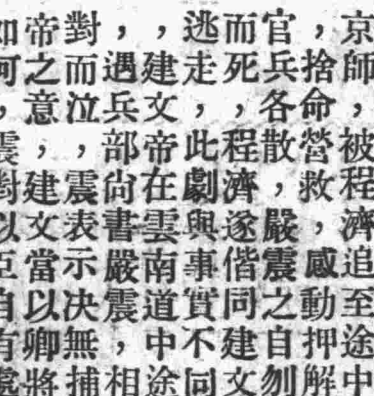 京師，被程濟追至途中
，捨命營救，感動押解
官兵各散，嚴震之自刎
而死，程濟遂偕同建文
逃走，此劇與事實不同
，建文帝在雲南道中途
，遇兵部尚書嚴震，相
對而泣，震表示决無捕
帝之意，建文當以卿將
如何，震對以臣自有處